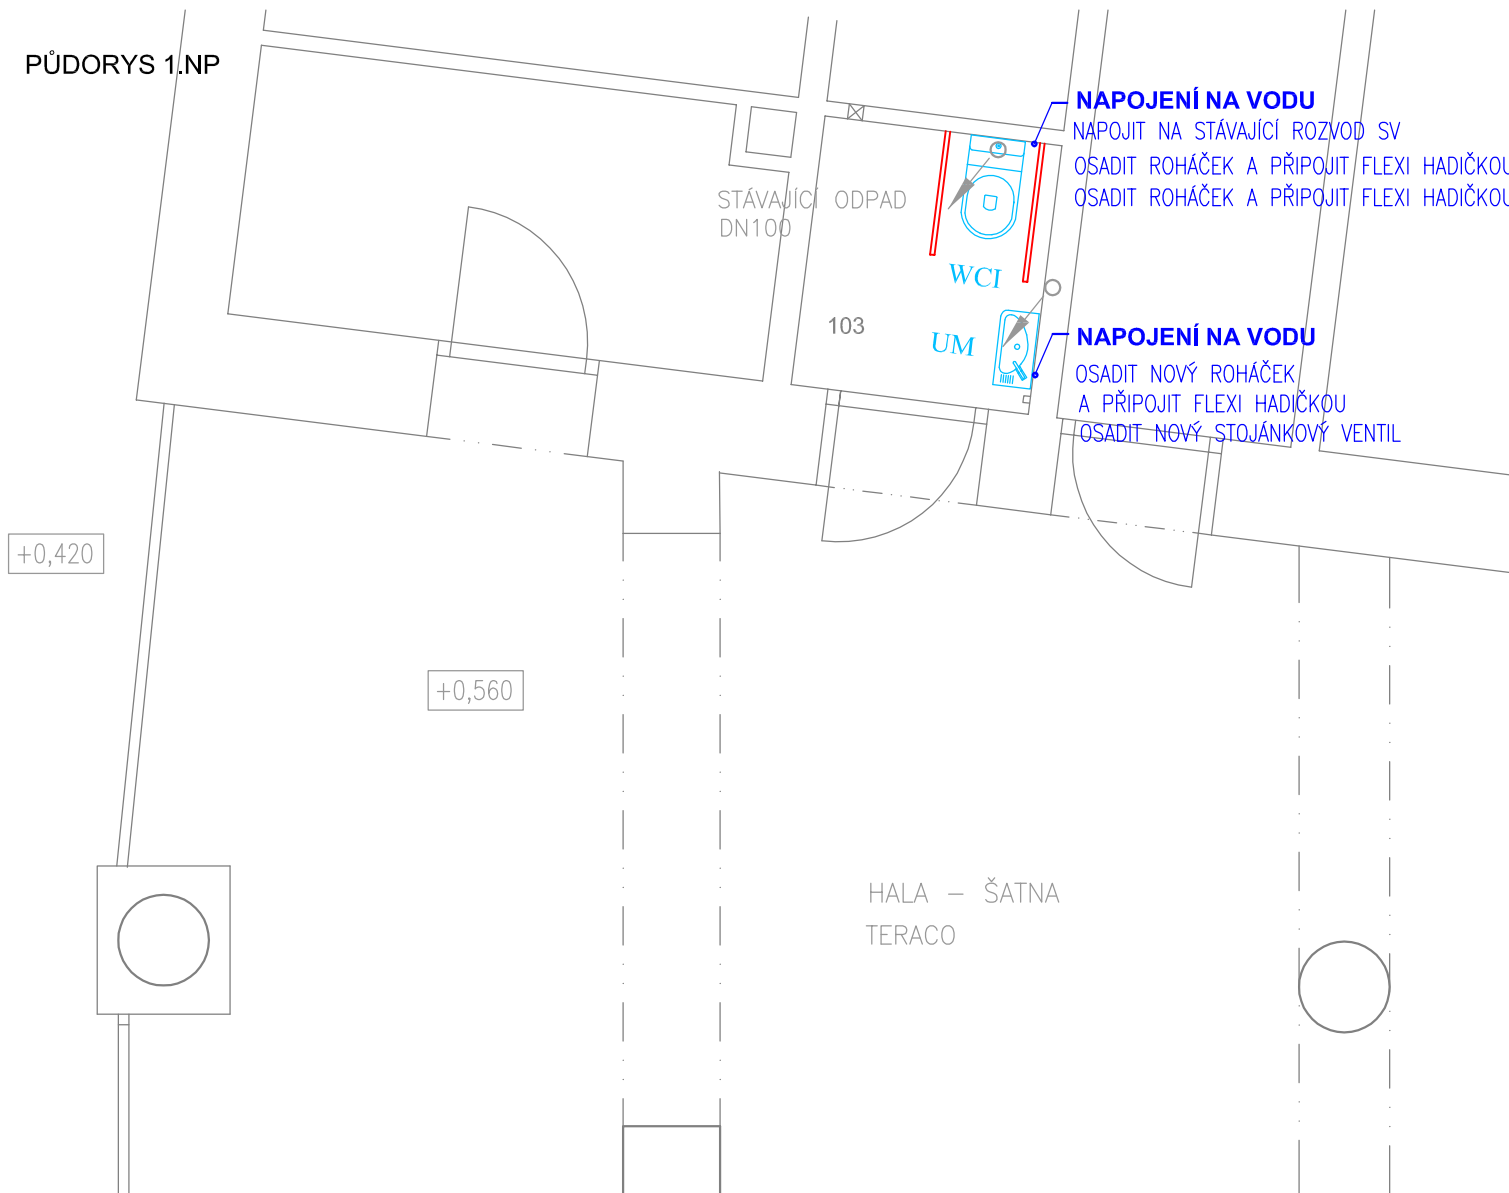 PŮDORYS 1.NP
NAPOJENÍ NA VODU
NAPOJIT NA STÁVAJÍCÍ ROZVOD SV
OSADIT ROHÁČEK A PŘIPOJIT FLEXI HADIČKOU
OSADIT ROHÁČEK A PŘIPOJIT FLEXI HADIČKOU
STÁVAJÍCÍ ODPAD
DN100
WCI
103
UM
NAPOJENÍ NA VODU
OSADIT NOVÝ ROHÁČEK
A PŘIPOJIT FLEXI HADIČKOU
OSADIT NOVÝ STOJÁNKOVÝ VENTIL
+0,420
+0,560
HALA – ŠATNA
TERACO